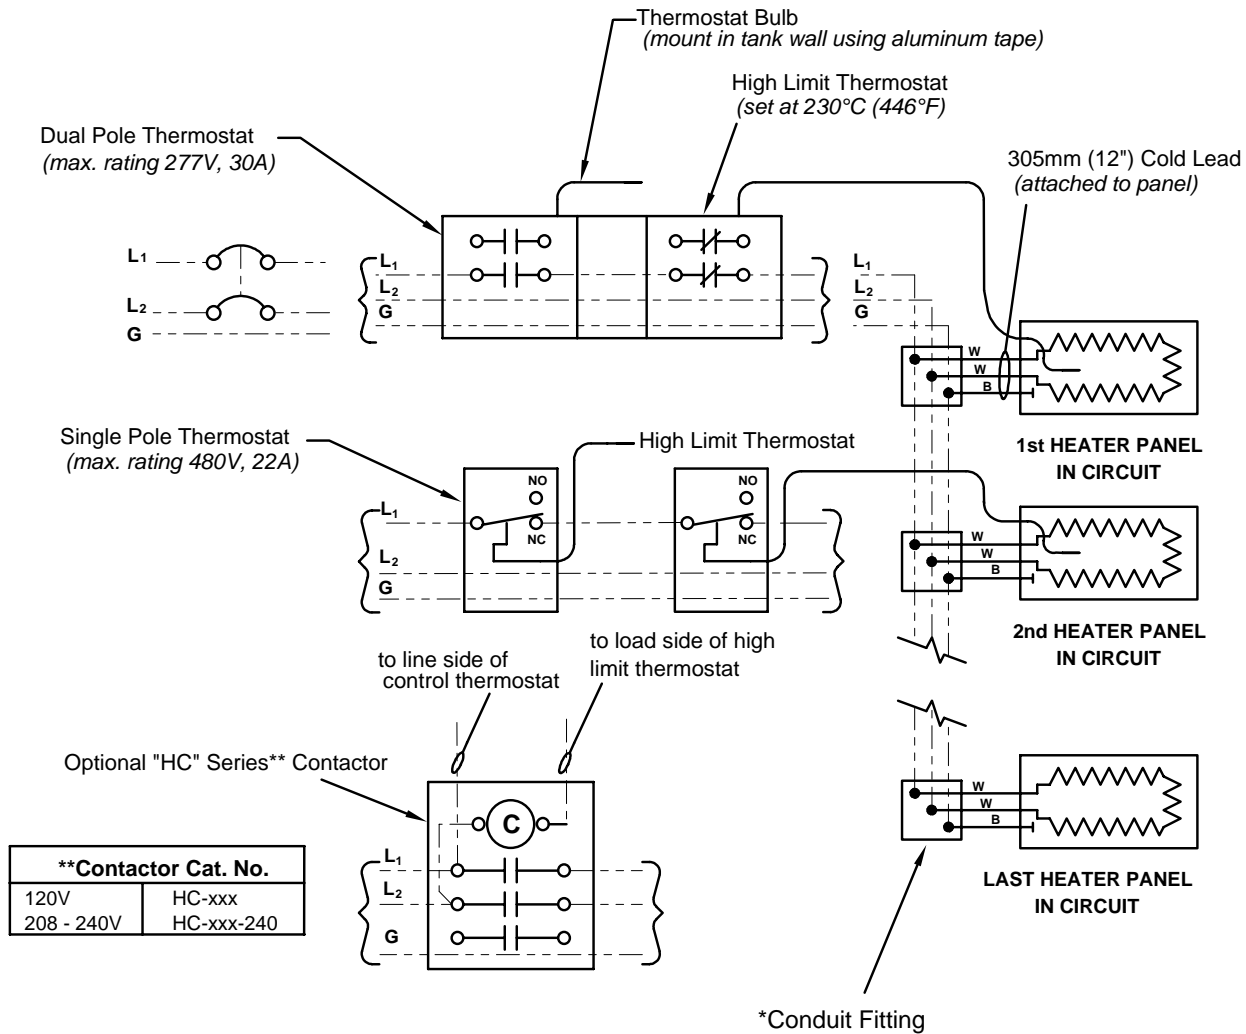 Thermostat Bulb
(mount in tank wall using aluminum tape)
High Limit Thermostat
(set at 230°C (446°F)
Dual Pole Thermostat
(max. rating 277V, 30A)
305mm (12") Cold Lead
(attached to panel)
L1
L2
G
L1
L2
G
L1
L2
G
W
W
B
1st HEATER PANEL
IN CIRCUIT
Single Pole Thermostat
(max. rating 480V, 22A)
High Limit Thermostat
NO
NC
NO
NC
L1
L2
G
W
W
B
2nd HEATER PANEL
IN CIRCUIT
to line side of
control thermostat
to load side of high
limit thermostat
Optional "HC" Series** Contactor
C
L1
L2
G
**Contactor Cat. No.
120V HC-xxx
208 - 240V HC-xxx-240
W
W
B
LAST HEATER PANEL
IN CIRCUIT
*Conduit Fitting